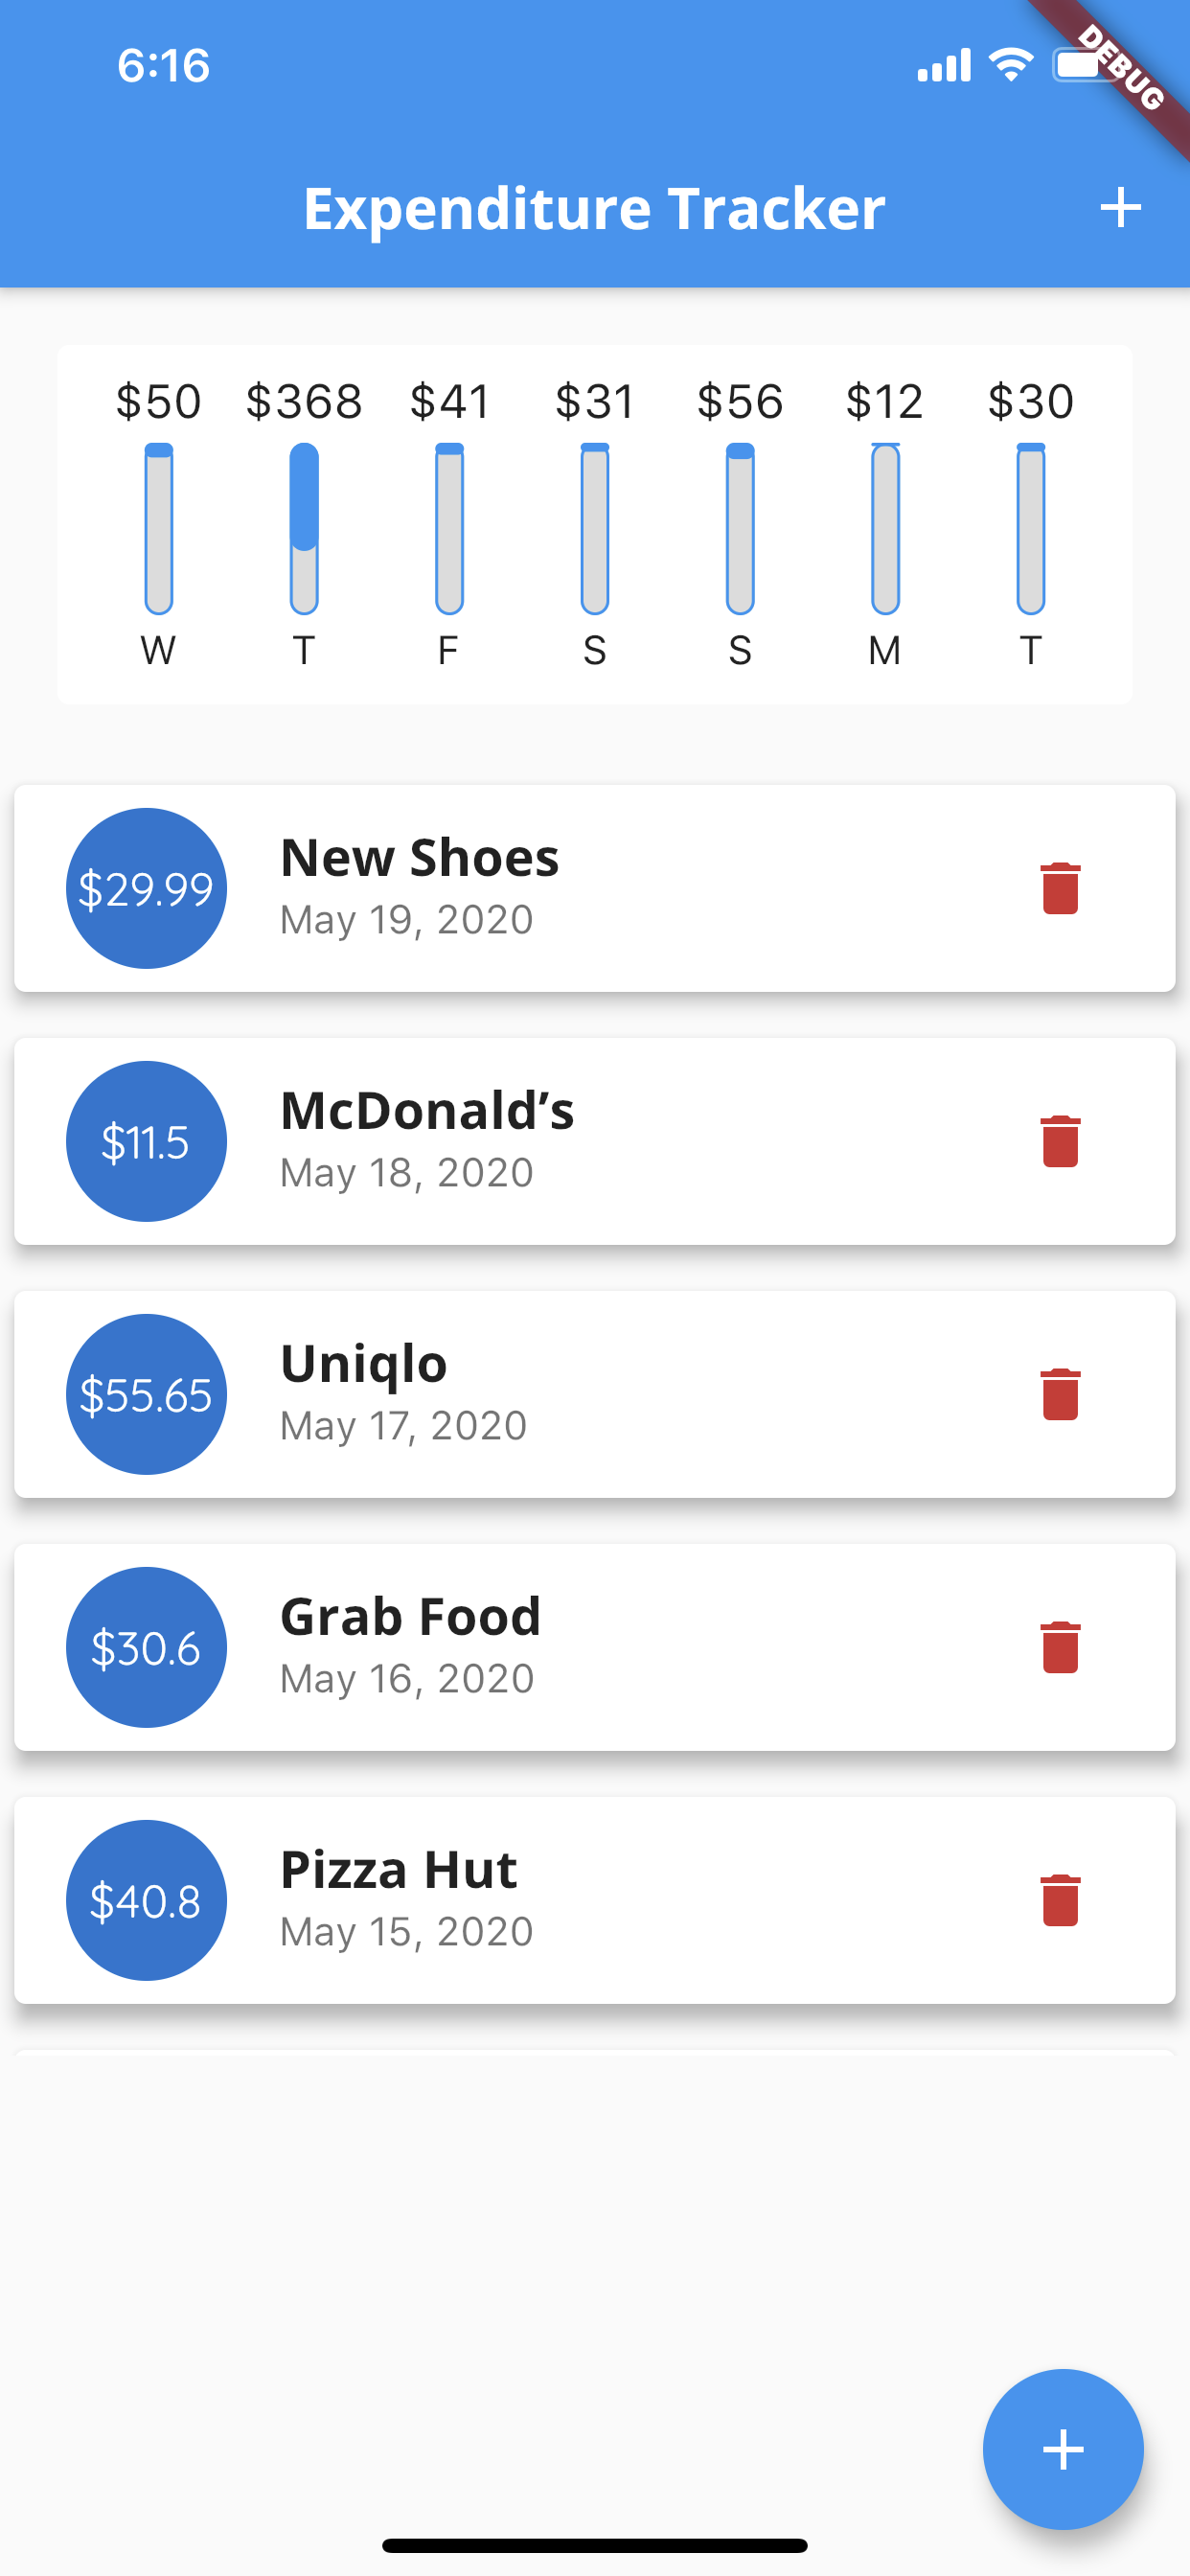 6:16
DEBUG
Expenditure Tracker
$50 $368 $41 $31 $56 $12 $30
W T F S S M T
$29.99
New Shoes
May 19, 2020
$11.5
McDonald’s
May 18, 2020
$55.65
Uniqlo
May 17, 2020
$30.6
Grab Food
May 16, 2020
$40.8
Pizza Hut
May 15, 2020